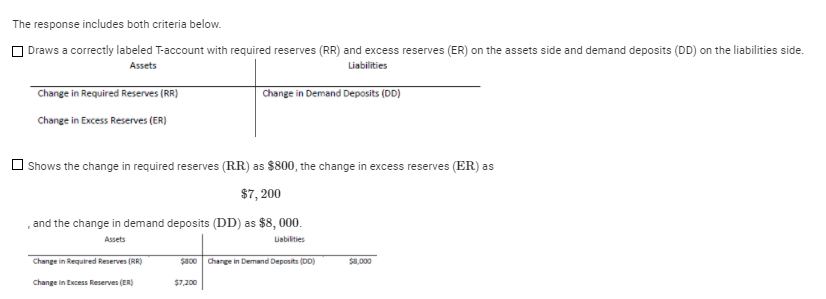 The response includes both criteria below.
Draws a correctly labeled T-account with required reserves (RR) and excess reserves (ER) on the assets side and demand deposits (DD) on the liabilities side.
Assets Liabilities
Change in Required Reserves (RR) Change in Demand Deposits (DD)
Change in Excess Reserves (ER)
Shows the change in required reserves (RR) as $800, the change in excess reserves (ER) as
$7, 200
, and the change in demand deposits (DD) as $8, 000.
Assets Liabilities
Change in Required Reserves (RR) $800 Change in Demand Deposits (DD) $8,000
Change in Excess Reserves (ER) $7,200